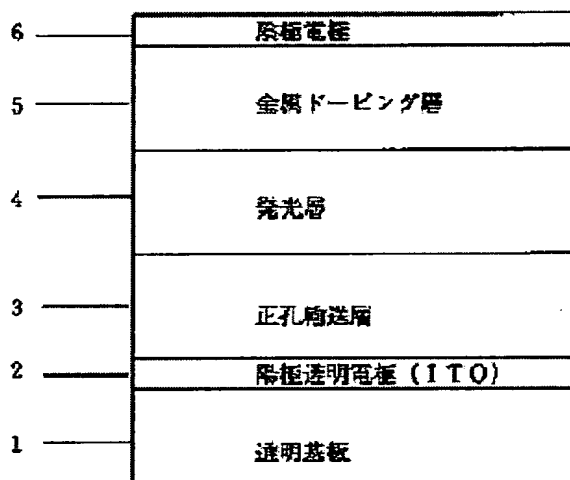 6 陰極電極
5 金属ドーピング層
4 発光層
3 正孔輸送層
2 陽極透明電極（ITO）
1 透明基板